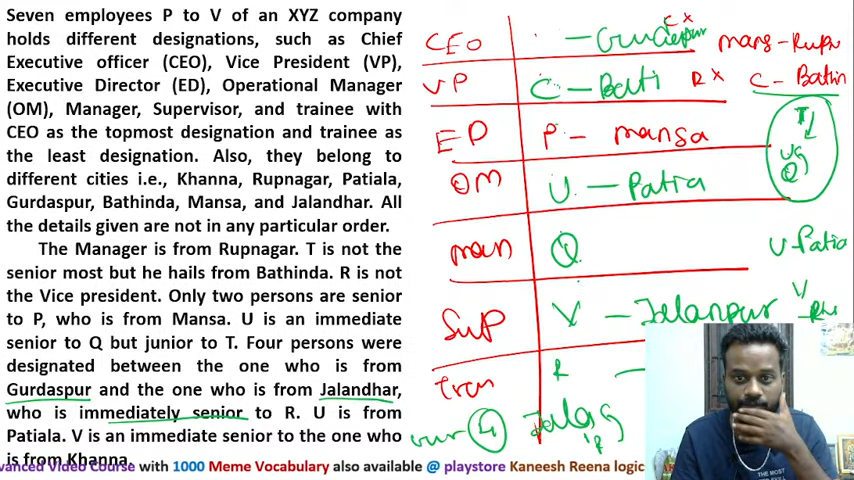 Seven employees P to V of an XYZ company
holds different designations, such as Chief
Executive officer (CEO), Vice President (VP),
Executive Director (ED), Operational Manager
(OM), Manager, Supervisor, and trainee with
CEO as the topmost designation and trainee as
the least designation. Also, they belong to
different cities i.e., Khanna, Rupnagar, Patiala,
Gurdaspur, Bathinda, Mansa, and Jalandhar. All
the details given are not in any particular order.
The Manager is from Rupnagar. T is not the
senior most but he hails from Bathinda. R is not
the Vice president. Only two persons are senior
to P, who is from Mansa. U is an immediate
senior to Q but junior to T. Four persons were
designated between the one who is from
Gurdaspur and the one who is from Jalandhar,
who is immediately senior to R. U is from
Patiala. V is an immediate senior to the one who
is from Khanna.
CEO - Gurdaspur C x
VP C - Bati R x
ED P - mansa
OM U - Patia
man Q
Sup V - Jalanpur
Tran R -
C - Batin
T
U
Q
U - Patia
V
4
vanced Video Course with 1000 Meme Vocabulary also available @ playstore Kaneesh Reena logic
THE MOST